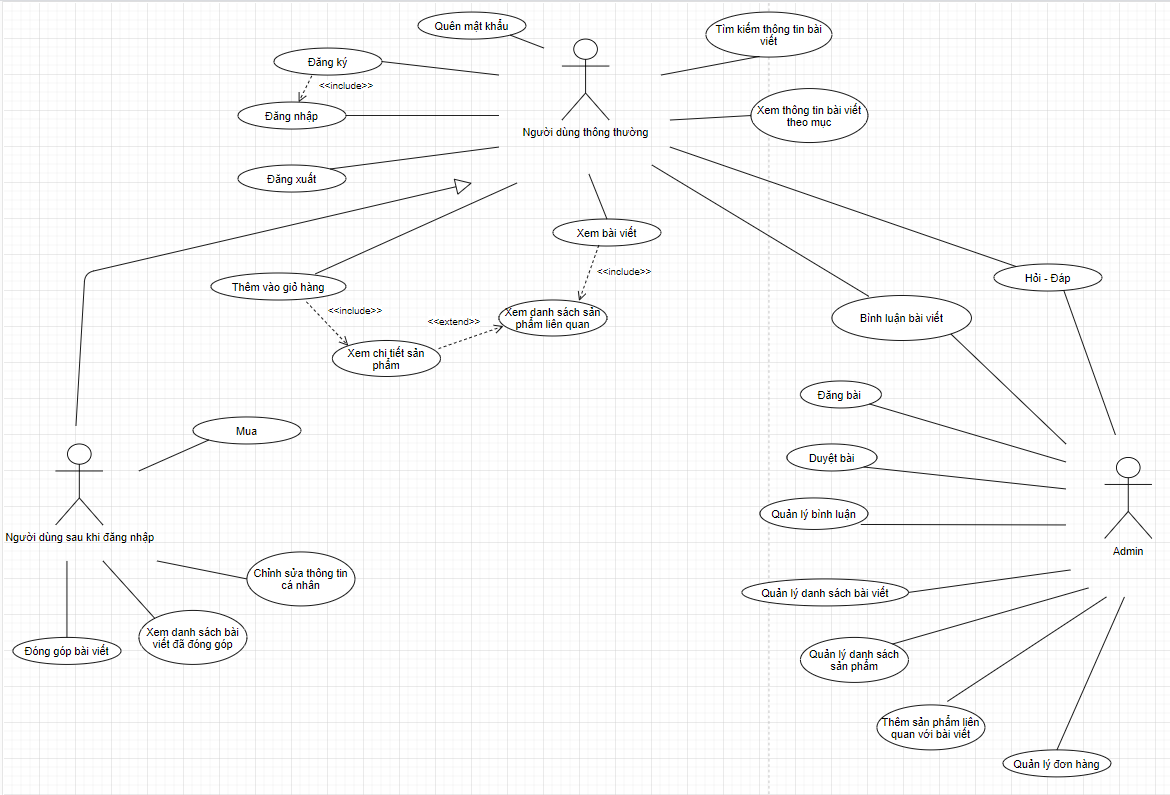 Quên mật khẩu
Tìm kiếm thông tin bài
viết
Đăng ký
<<include>>
Đăng nhập
Xem thông tin bài viết
theo mục
Người dùng thông thường
Đăng xuất
Xem bài viết
<<include>>
Hỏi - Đáp
Thêm vào giỏ hàng
<<include>>
<<extend>>
Xem danh sách sản
phẩm liên quan
Bình luận bài viết
Xem chi tiết sản
phẩm
Đăng bài
Mua
Duyệt bài
Quản lý bình luận
Người dùng sau khi đăng nhập
Admin
Chỉnh sửa thông tin
cá nhân
Quản lý danh sách bài viết
Xem danh sách bài
viết đã đóng góp
Đóng góp bài viết
Quản lý danh sách
sản phẩm
Thêm sản phẩm liên
quan với bài viết
Quản lý đơn hàng